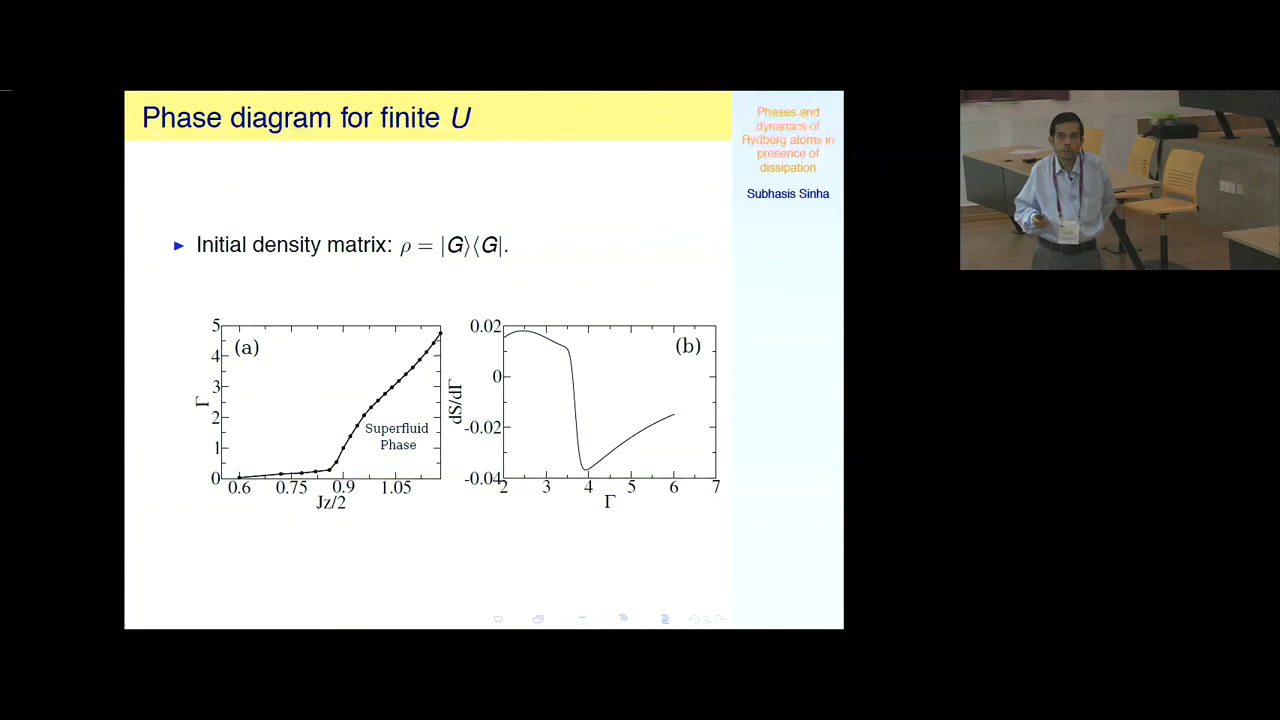 Phase diagram for finite U
Phases and
dynamics of
Rydberg atoms in
presence of
dissipation
Subhasis Sinha
► Initial density matrix: ρ = |G⟩⟨G|.
(a)
5
4
3
2
1
0
Γ
Superfluid
Phase
0.6 0.75 0.9 1.05
Jz/2
(b)
0.02
0
-0.02
-0.04
dS/dΓ
2 3 4 5 6 7
Γ